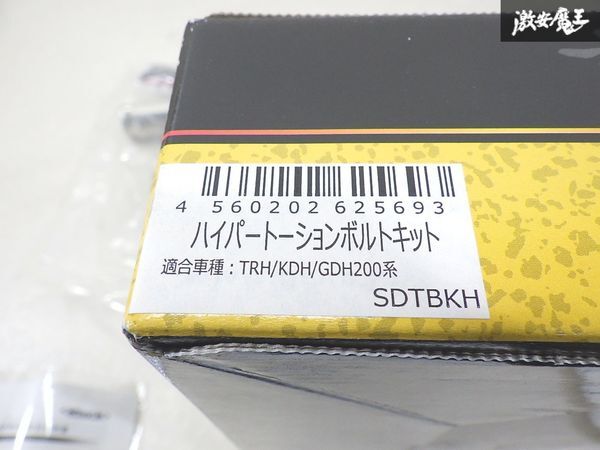 激安魔王
4 560202 625693
ハイパートーションボルトキット
適合車種：TRH/KDH/GDH200系
SDTBKH